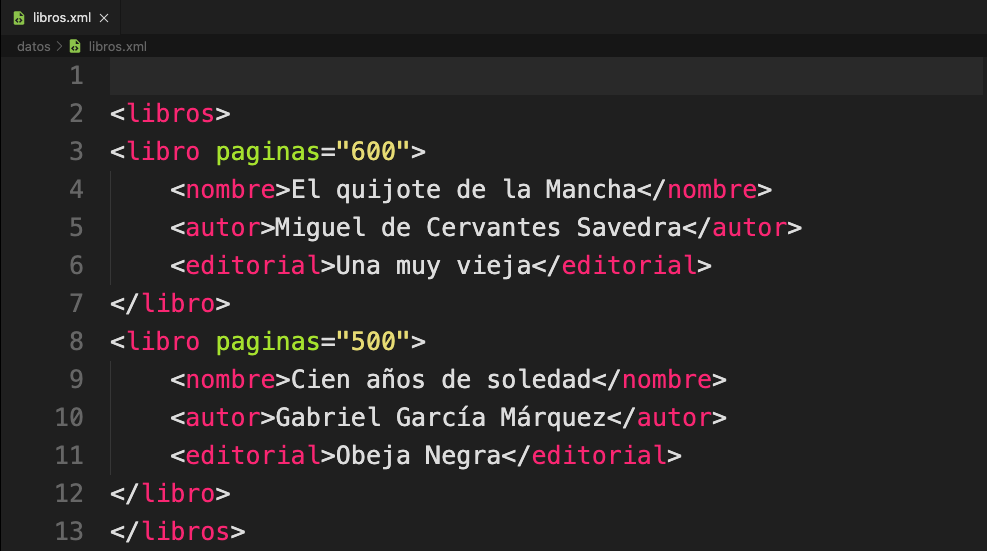 libros.xml ×
datos > libros.xml
1
2 <libros>
3 <libro paginas="600">
4     <nombre>El quijote de la Mancha</nombre>
5     <autor>Miguel de Cervantes Savedra</autor>
6     <editorial>Una muy vieja</editorial>
7 </libro>
8 <libro paginas="500">
9     <nombre>Cien años de soledad</nombre>
10     <autor>Gabriel García Márquez</autor>
11     <editorial>Obeja Negra</editorial>
12 </libro>
13 </libros>